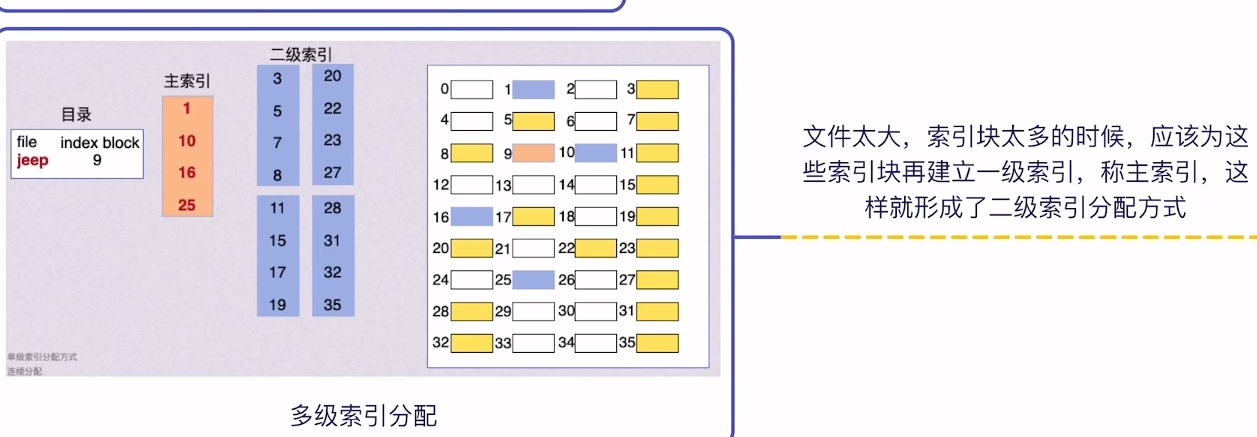 二级索引
主索引
目录
file index block
jeep 9
1
10
16
25
3 20
5 22
7 23
8 27
11 28
15 31
17 32
19 35
0 1 2 3
4 5 6 7
8 9 10 11
12 13 14 15
16 17 18 19
20 21 22 23
24 25 26 27
28 29 30 31
32 33 34 35
单级索引分配方式
连续分配
多级索引分配
文件太大，索引块太多的时候，应该为这
些索引块再建立一级索引，称主索引，这
样就形成了二级索引分配方式